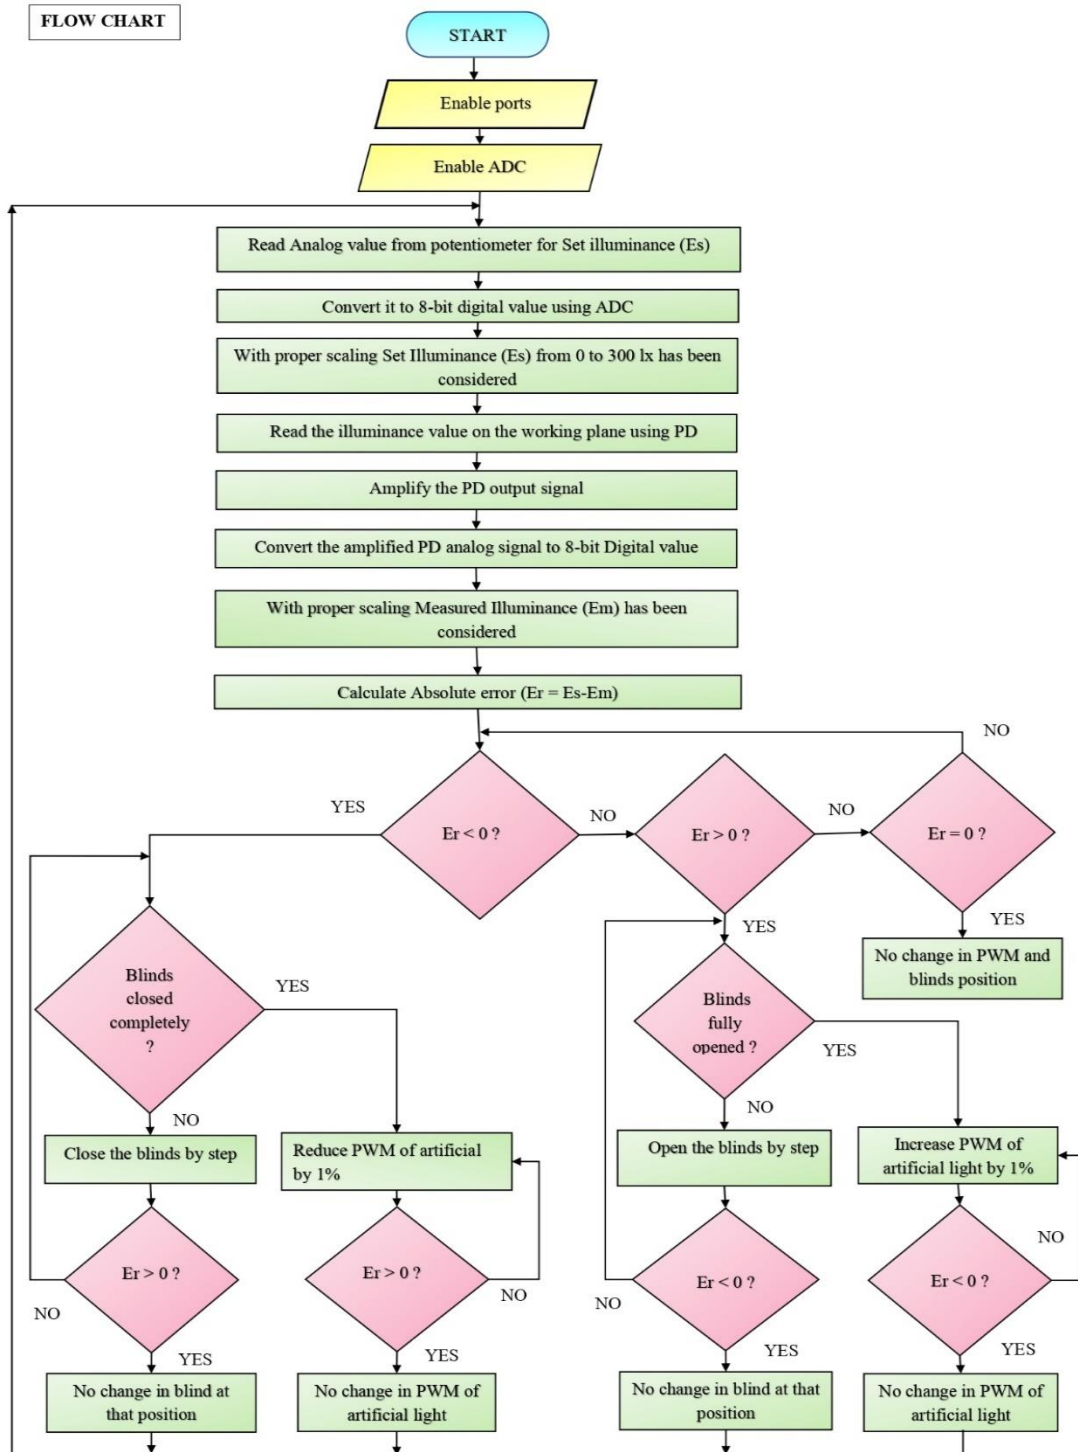 FLOW CHART
START
Enable ports
Enable ADC
Read Analog value from potentiometer for Set illuminance (Es)
Convert it to 8-bit digital value using ADC
With proper scaling Set Illuminance (Es) from 0 to 300 lx has been
considered
Read the illuminance value on the working plane using PD
Amplify the PD output signal
Convert the amplified PD analog signal to 8-bit Digital value
With proper scaling Measured Illuminance (Em) has been
considered
Calculate Absolute error (Er = Es-Em)
NO
YES
Er < 0 ?
NO
Er > 0 ?
NO
Er = 0 ?
YES
YES
No change in PWM and
blinds position
Blinds
closed
completely
?
YES
Blinds
fully
opened ?
YES
NO
NO
Close the blinds by step
Reduce PWM of artificial
by 1%
Open the blinds by step
Increase PWM of
artificial light by 1%
Er > 0 ?
NO
YES
Er > 0 ?
NO
YES
Er < 0 ?
NO
YES
Er < 0 ?
NO
YES
No change in blind at
that position
No change in PWM of
artificial light
No change in blind at that
position
No change in PWM of
artificial light